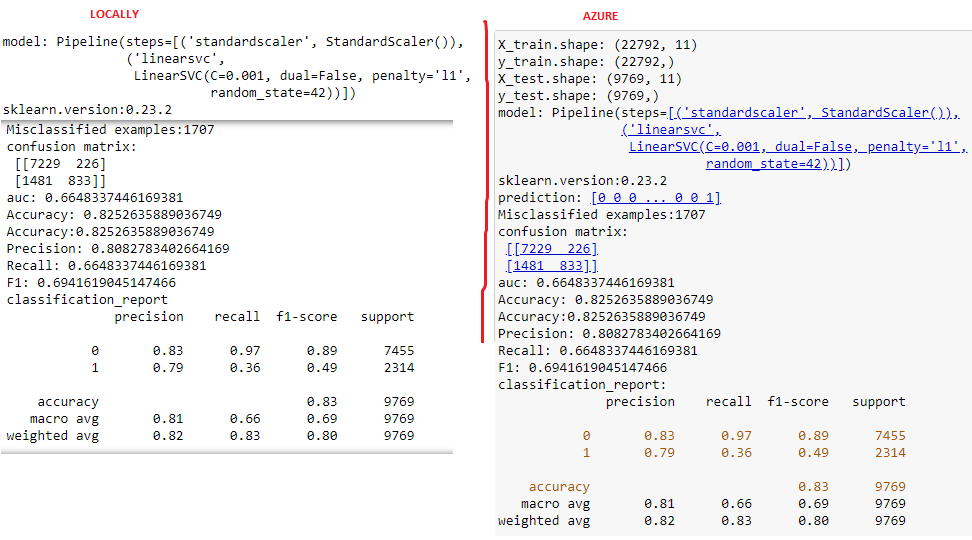 LOCALLY
model: Pipeline(steps=[('standardscaler', StandardScaler()),
('linearsvc',
LinearSVC(C=0.001, dual=False, penalty='l1',
random_state=42))])
sklearn.version:0.23.2
Misclassified examples:1707
confusion matrix:
[[7229  226]
[1481  833]]
auc: 0.6648337446169381
Accuracy: 0.8252635889036749
Accuracy:0.8252635889036749
Precision: 0.8082783402664169
Recall: 0.6648337446169381
F1: 0.6941619045147466
classification_report
precision    recall  f1-score   support
0       0.83      0.97      0.89      7455
1       0.79      0.36      0.49      2314
accuracy                           0.83      9769
macro avg       0.81      0.66      0.69      9769
weighted avg       0.82      0.83      0.80      9769
AZURE
X_train.shape: (22792, 11)
y_train.shape: (22792,)
X_test.shape: (9769, 11)
y_test.shape: (9769,)
model: Pipeline(steps=[('standardscaler', StandardScaler()),
('linearsvc',
LinearSVC(C=0.001, dual=False, penalty='l1',
random_state=42))])
sklearn.version:0.23.2
prediction: [0 0 0 ... 0 0 1]
Misclassified examples:1707
confusion matrix:
[[7229  226]
[1481  833]]
auc: 0.6648337446169381
Accuracy: 0.8252635889036749
Accuracy:0.8252635889036749
Precision: 0.8082783402664169
Recall: 0.6648337446169381
F1: 0.6941619045147466
classification_report:
precision    recall  f1-score   support
0       0.83      0.97      0.89      7455
1       0.79      0.36      0.49      2314
accuracy                           0.83      9769
macro avg       0.81      0.66      0.69      9769
weighted avg       0.82      0.83      0.80      9769